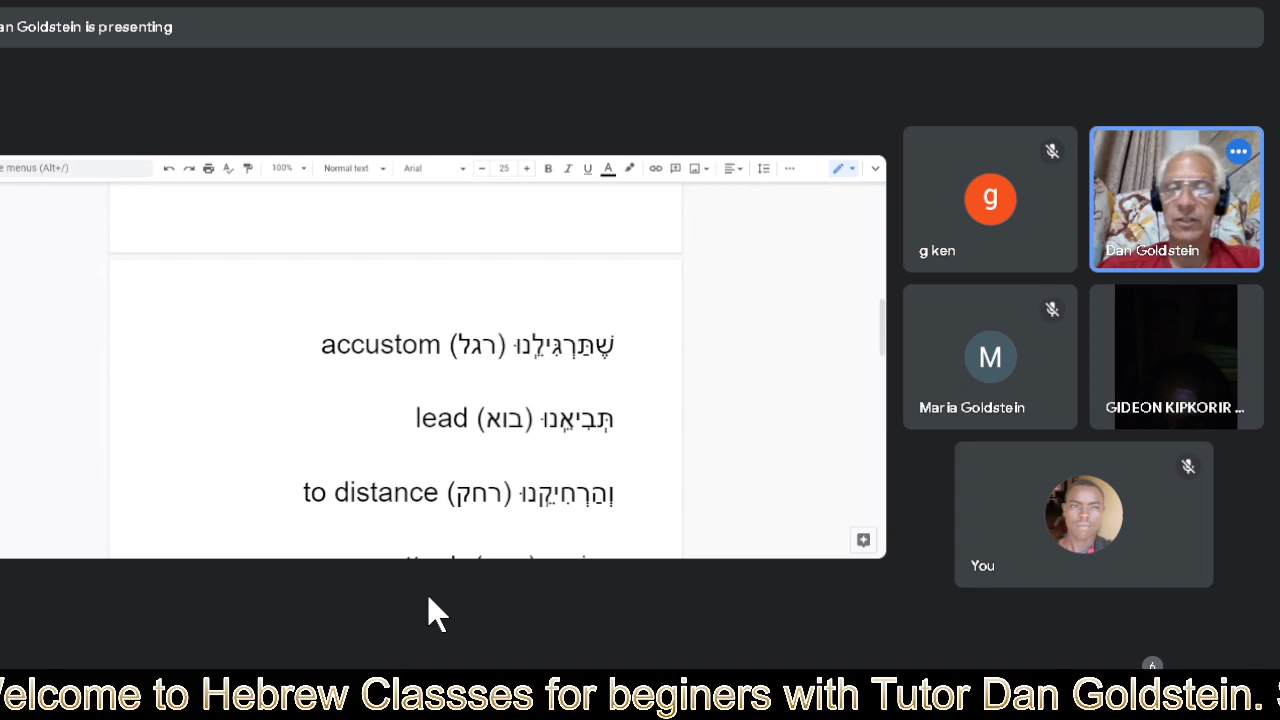 an Goldstein is presenting
e menus (Alt+/)
100%
Normal text
Arial
25
B I U A
שֶׁתַּרְגִּילֵֽנוּ (רגל) accustom
תְּבִיאֵֽנוּ (בוא) lead
וְהַרְחִיקֵנוּ (רחק) to distance
g
g ken
Dan Goldstein
M
Maria Goldstein
GIDEON KIPKORIR ...
You
6
Welcome to Hebrew Classses for beginers with Tutor Dan Goldstein.